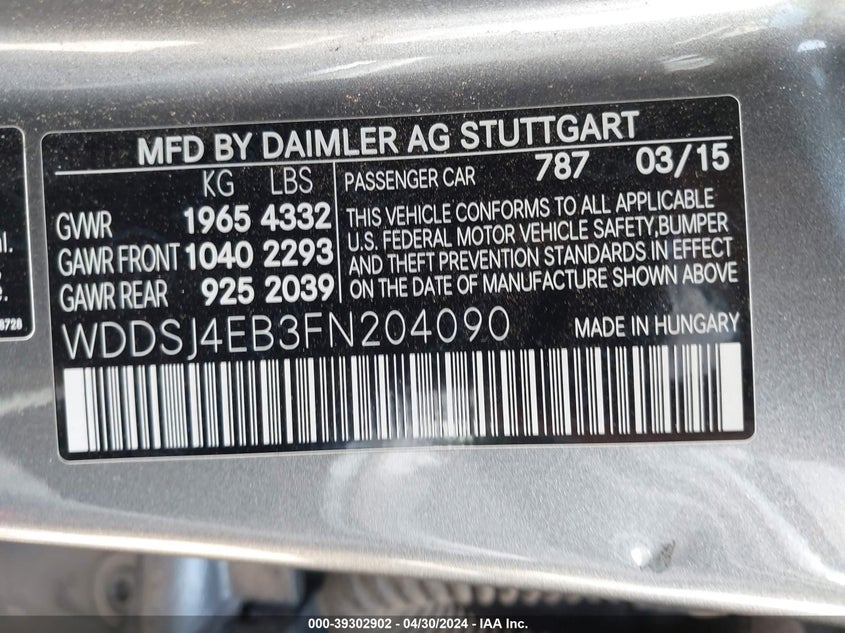 MFD BY DAIMLER AG STUTTGART
KG LBS
GVWR 1965 4332
GAWR FRONT 1040 2293
GAWR REAR 925 2039
PASSENGER CAR 787 03/15
THIS VEHICLE CONFORMS TO ALL APPLICABLE
U.S. FEDERAL MOTOR VEHICLE SAFETY,BUMPER
AND THEFT PREVENTION STANDARDS IN EFFECT
ON THE DATE OF MANUFACTURE SHOWN ABOVE
WDDSJ4EB3FN204090 MADE IN HUNGARY
8728
000-39302902 - 04/30/2024 - © IAA Inc.